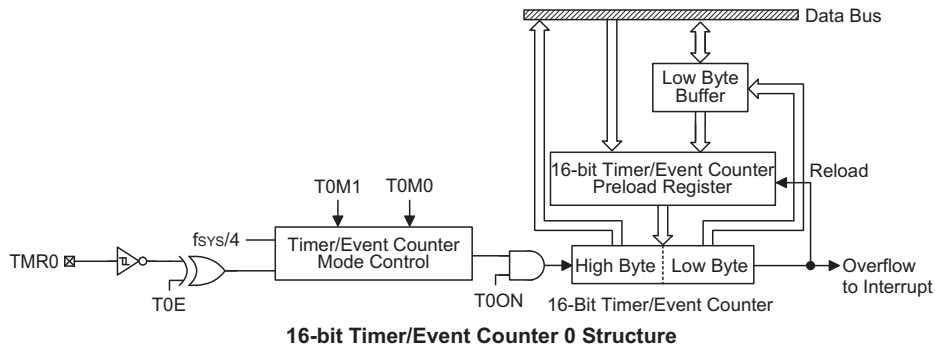 Data Bus
Low Byte
Buffer
16-bit Timer/Event Counter
Preload Register
Reload
T0M1
T0M0
fSYS/4
Timer/Event Counter
Mode Control
TMR0
T0E
T0ON
High Byte
Low Byte
Overflow
to Interrupt
16-Bit Timer/Event Counter
16-bit Timer/Event Counter 0 Structure